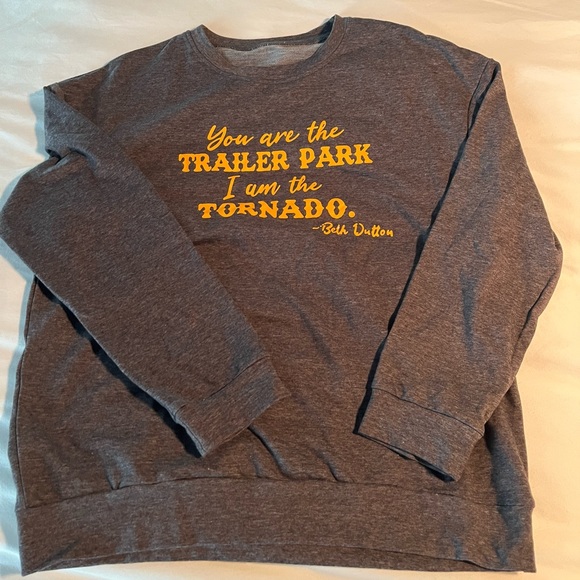 You are the
TRAILER PARK
I am the
TORNADO.
-Beth Dutton